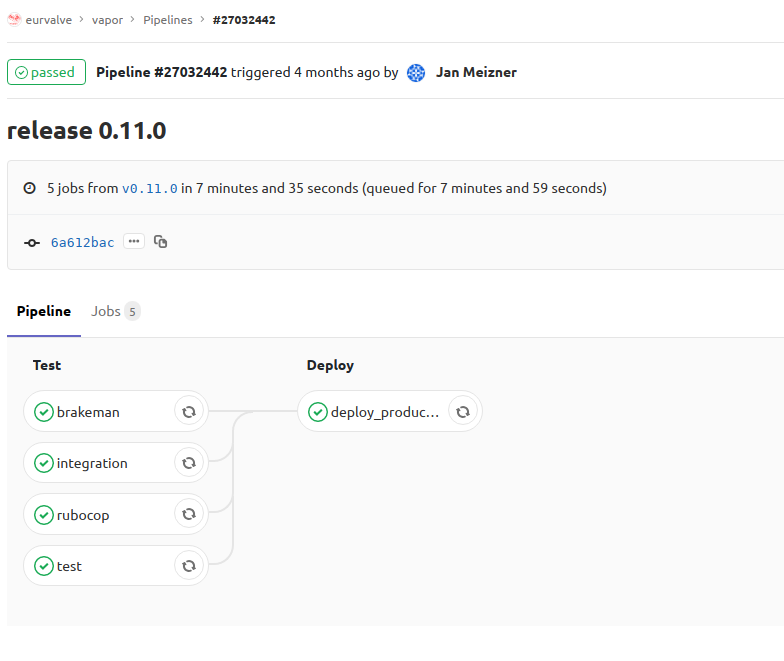 eurvalve › vapor › Pipelines › #27032442
passed Pipeline #27032442 triggered 4 months ago by Jan Meizner
release 0.11.0
5 jobs from v0.11.0 in 7 minutes and 35 seconds (queued for 7 minutes and 59 seconds)
6a612bac ···
Pipeline Jobs 5
Test Deploy
brakeman deploy_produc...
integration
rubocop
test